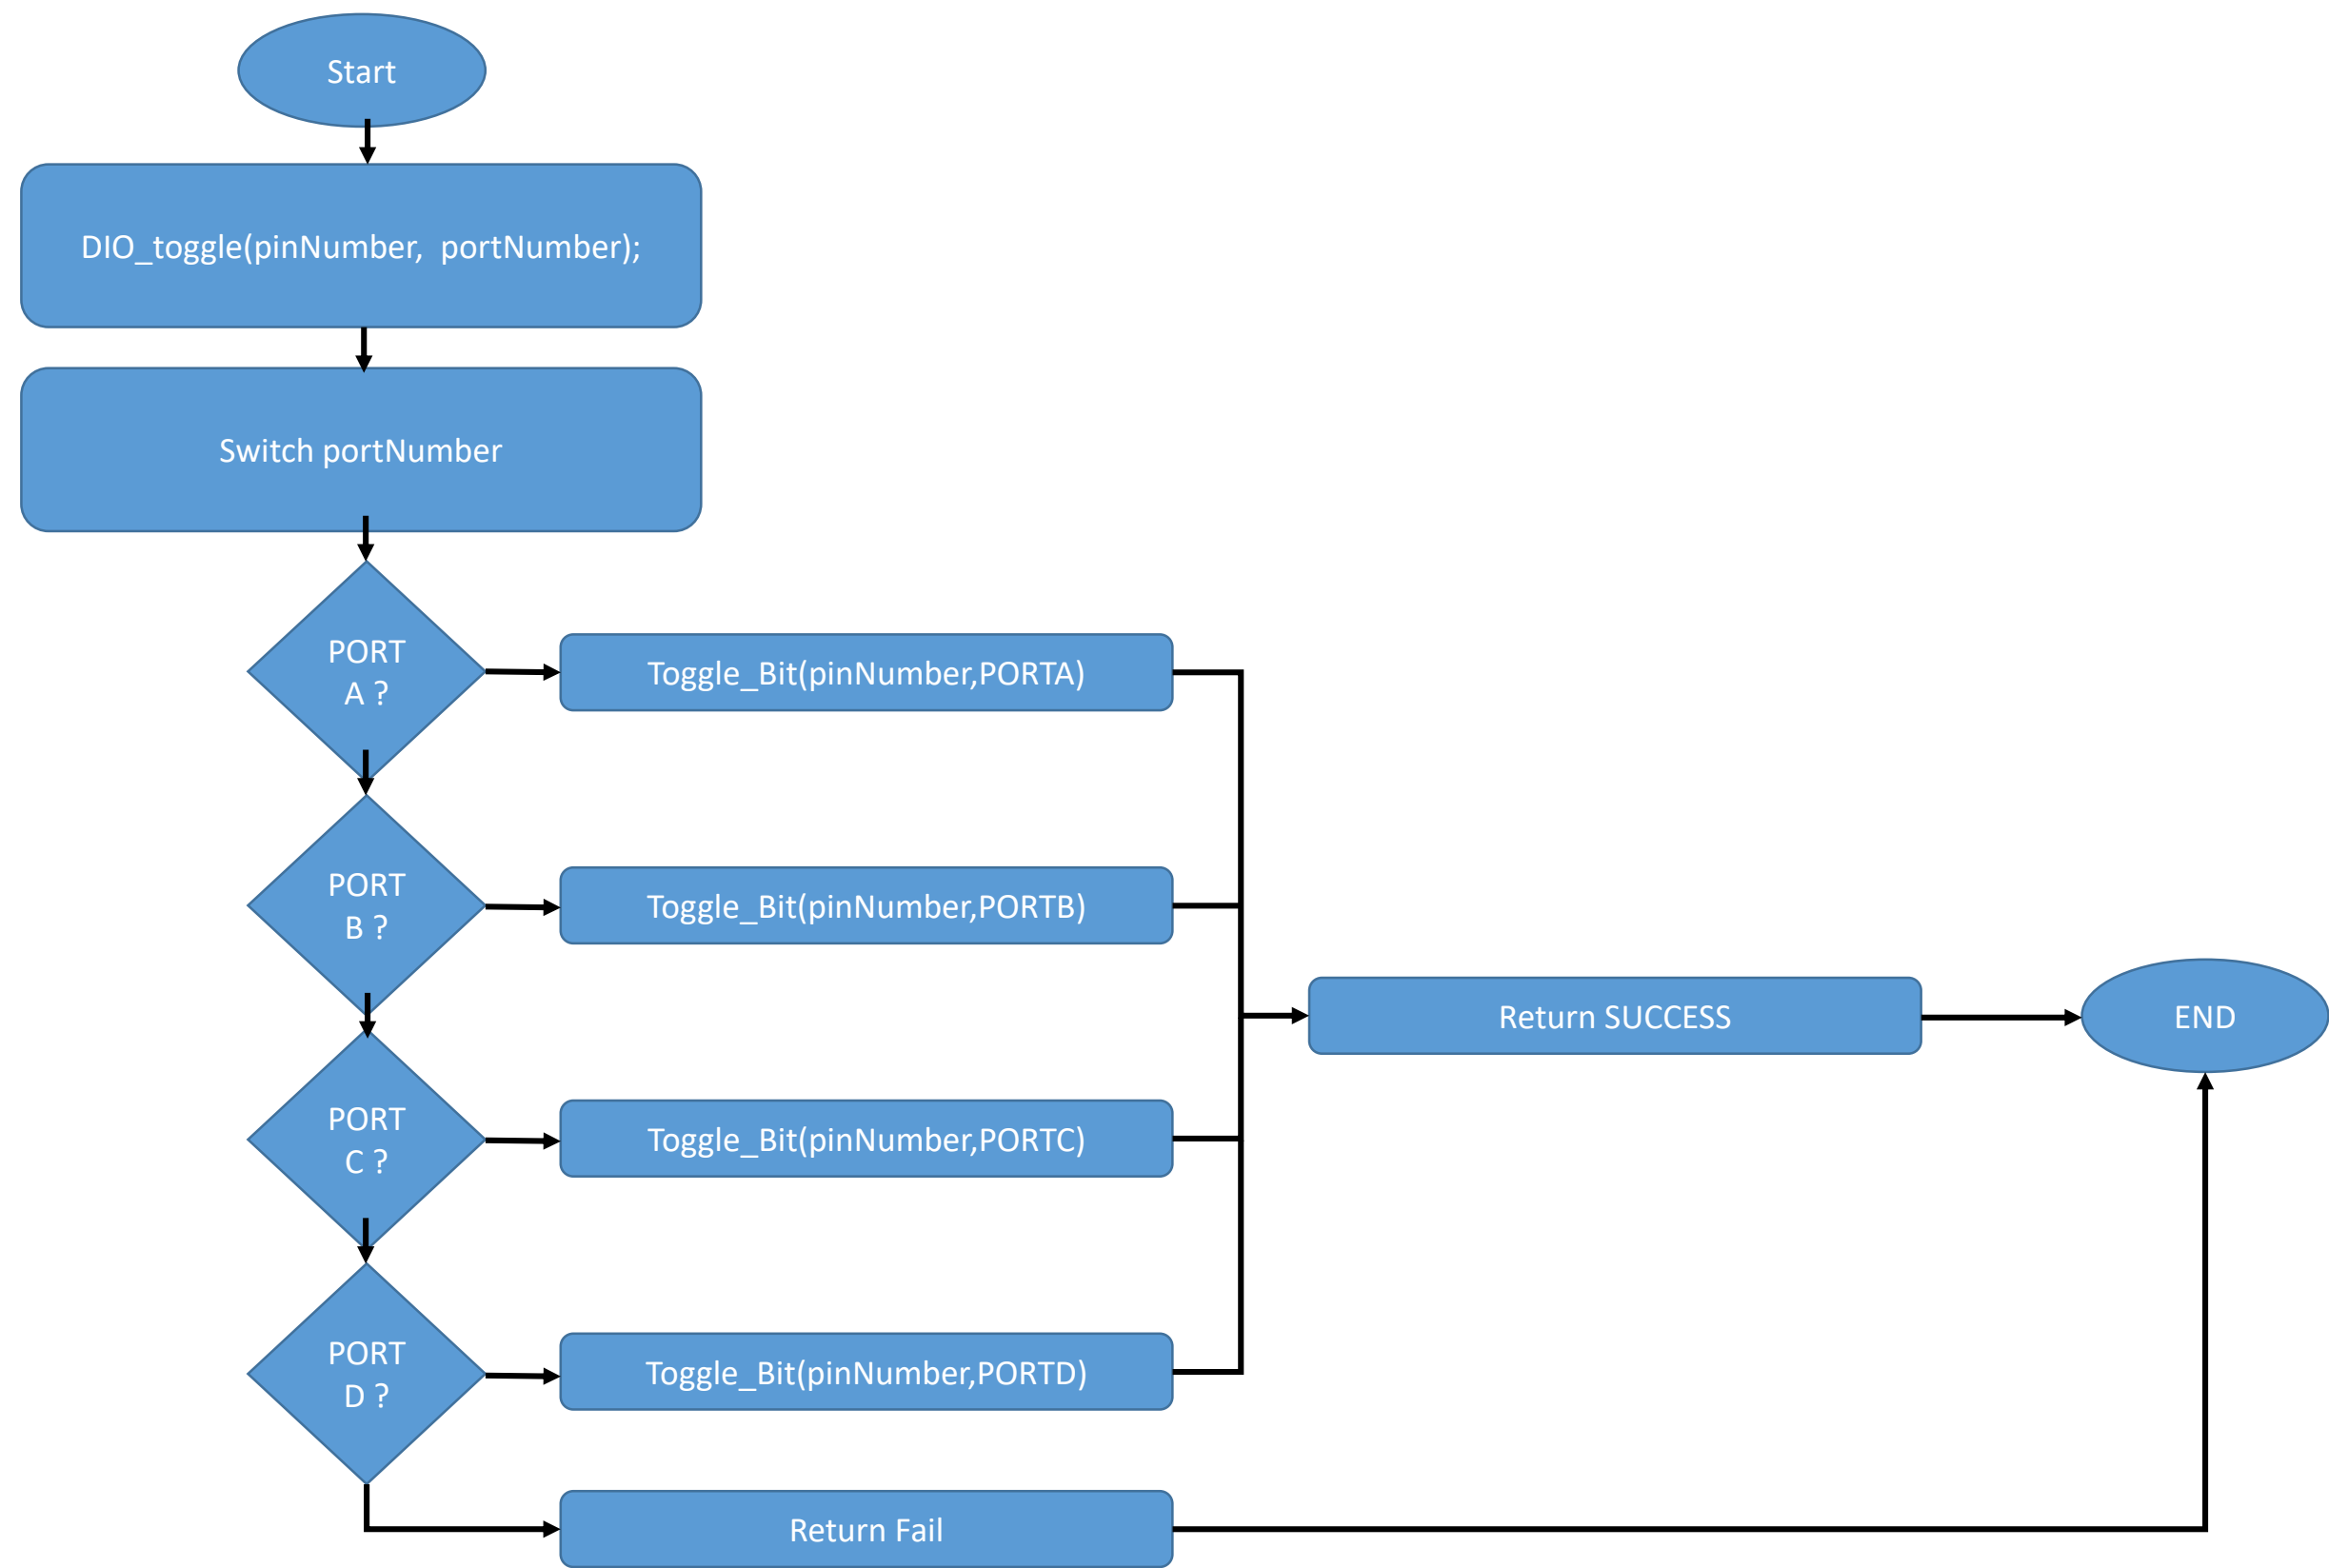 Start
DIO_toggle(pinNumber,  portNumber);
Switch portNumber
PORT
A ?
Toggle_Bit(pinNumber,PORTA)
PORT
B ?
Toggle_Bit(pinNumber,PORTB)
Return SUCCESS
END
PORT
C ?
Toggle_Bit(pinNumber,PORTC)
PORT
D ?
Toggle_Bit(pinNumber,PORTD)
Return Fail